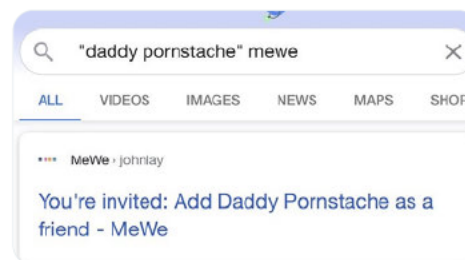 "daddy pornstache" mewe
ALL VIDEOS IMAGES NEWS MAPS SHOP
MeWe › johnlay
You're invited: Add Daddy Pornstache as a
friend - MeWe